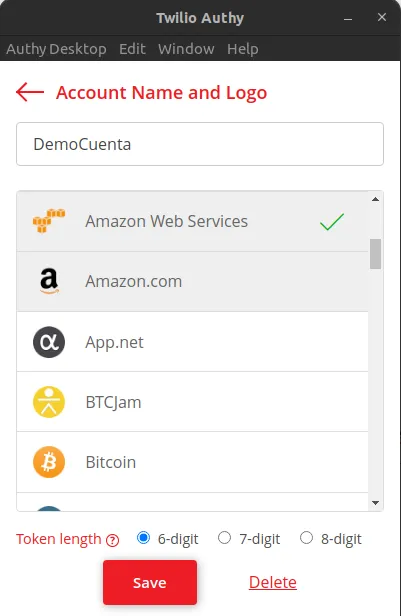 Twilio Authy
Authy Desktop Edit Window Help
Account Name and Logo
DemoCuenta
Amazon Web Services
Amazon.com
App.net
BTCJam
Bitcoin
Token length ? 6-digit 7-digit 8-digit
Save Delete